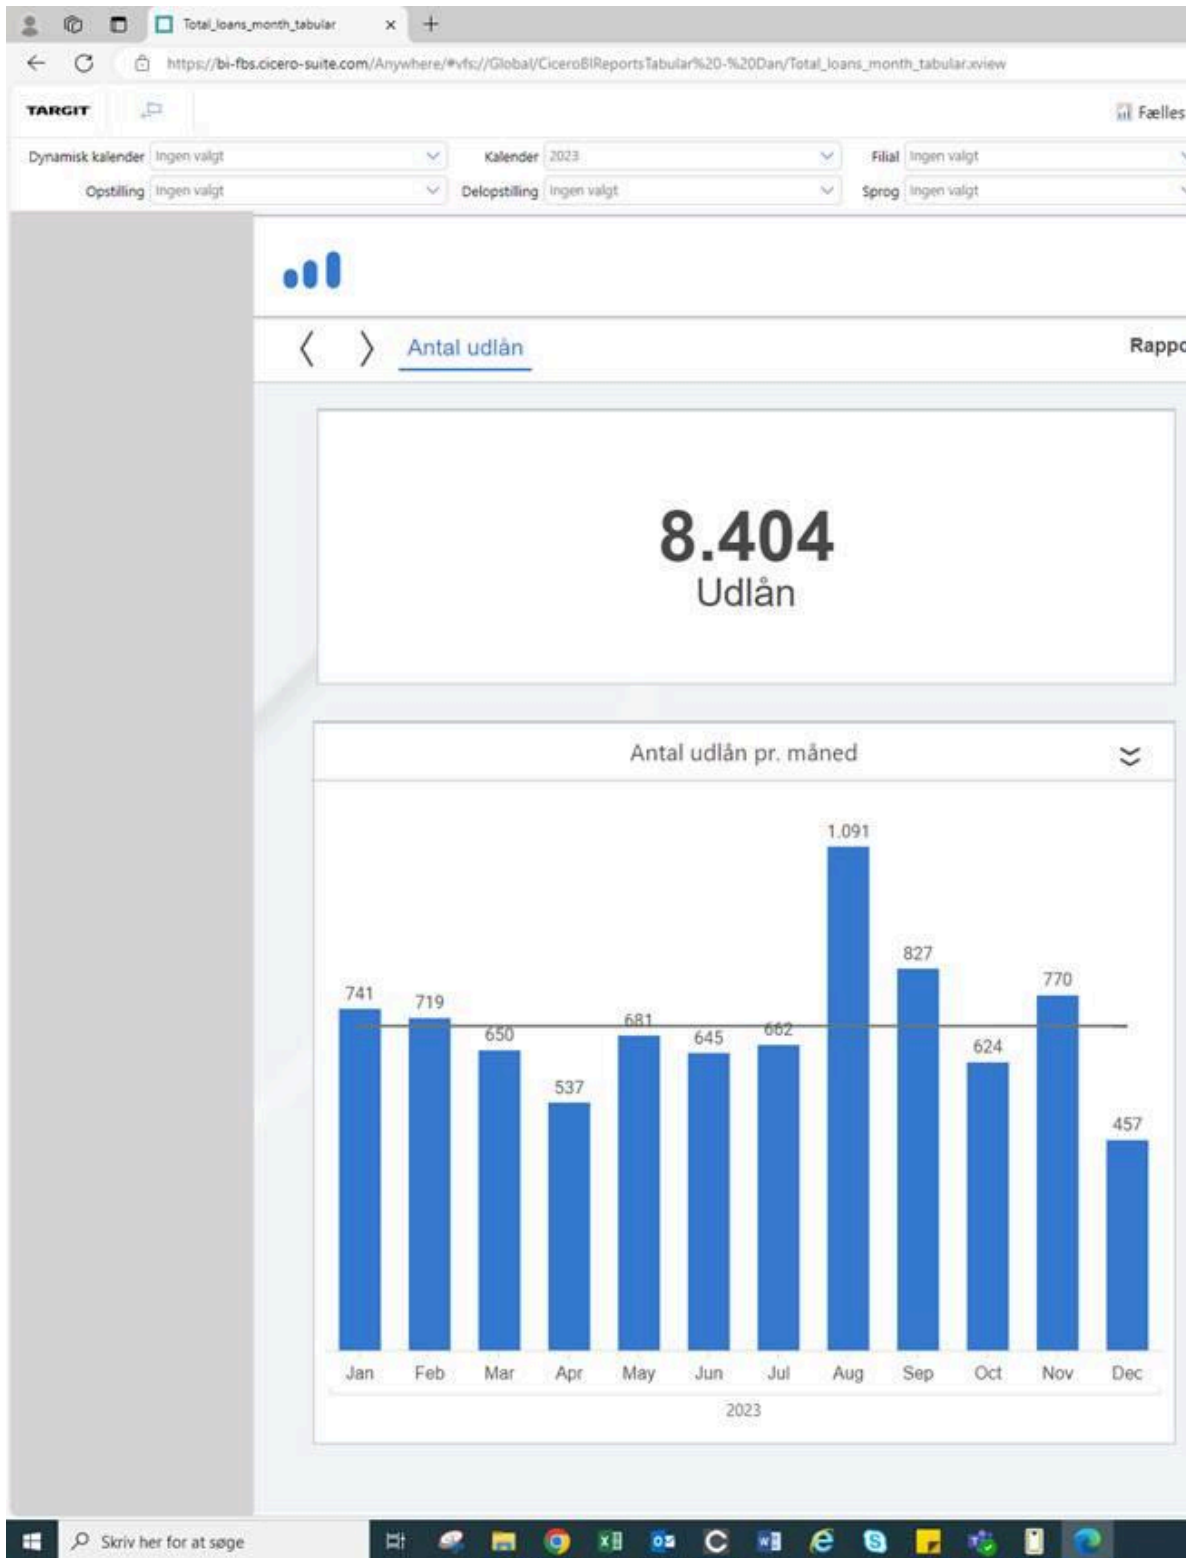 Total_loans_month_tabular
https://bi-fbs.cicero-suite.com/Anywhere/#vfs://Global/CiceroBIReportsTabular%20-%20Dan/Total_loans_month_tabular.xview
TARGIT
Fælles
Dynamisk kalender Ingen valgt Kalender 2023 Filial Ingen valgt
Opstilling Ingen valgt Delopstilling Ingen valgt Sprog Ingen valgt
Antal udlån Rappo
8.404
Udlån
Antal udlån pr. måned
1.091
827
770
741
719
681
662
650
645
624
537
457
Jan Feb Mar Apr May Jun Jul Aug Sep Oct Nov Dec
2023
Skriv her for at søge